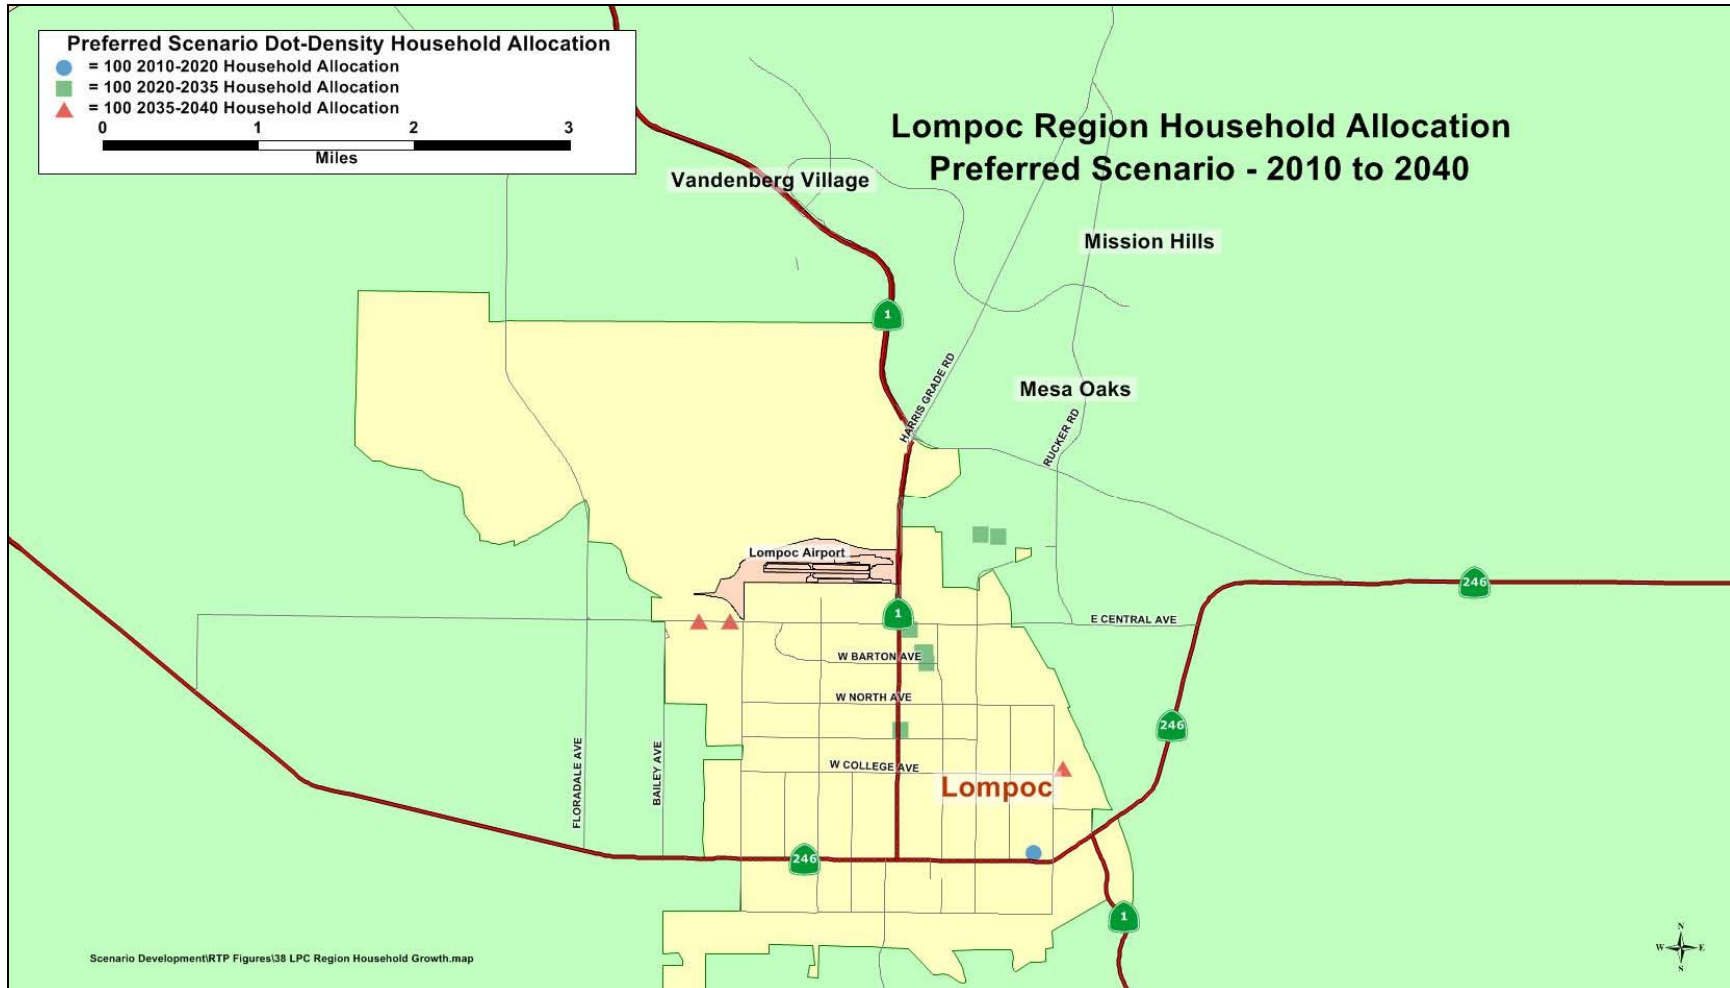 Preferred Scenario Dot-Density Household Allocation
= 100 2010-2020 Household Allocation
= 100 2020-2035 Household Allocation
= 100 2035-2040 Household Allocation
0 1 2 3
Miles
Lompoc Region Household Allocation
Preferred Scenario - 2010 to 2040
Vandenberg Village
Mission Hills
1
HARRIS GRADE RD
Mesa Oaks
RUCKER RD
Lompoc Airport
246
1
E CENTRAL AVE
W BARTON AVE
W NORTH AVE
246
FLORADALE AVE
BAILEY AVE
W COLLEGE AVE
Lompoc
246
1
N
W E
S
Scenario Development\RTP Figures\38 LPC Region Household Growth.map